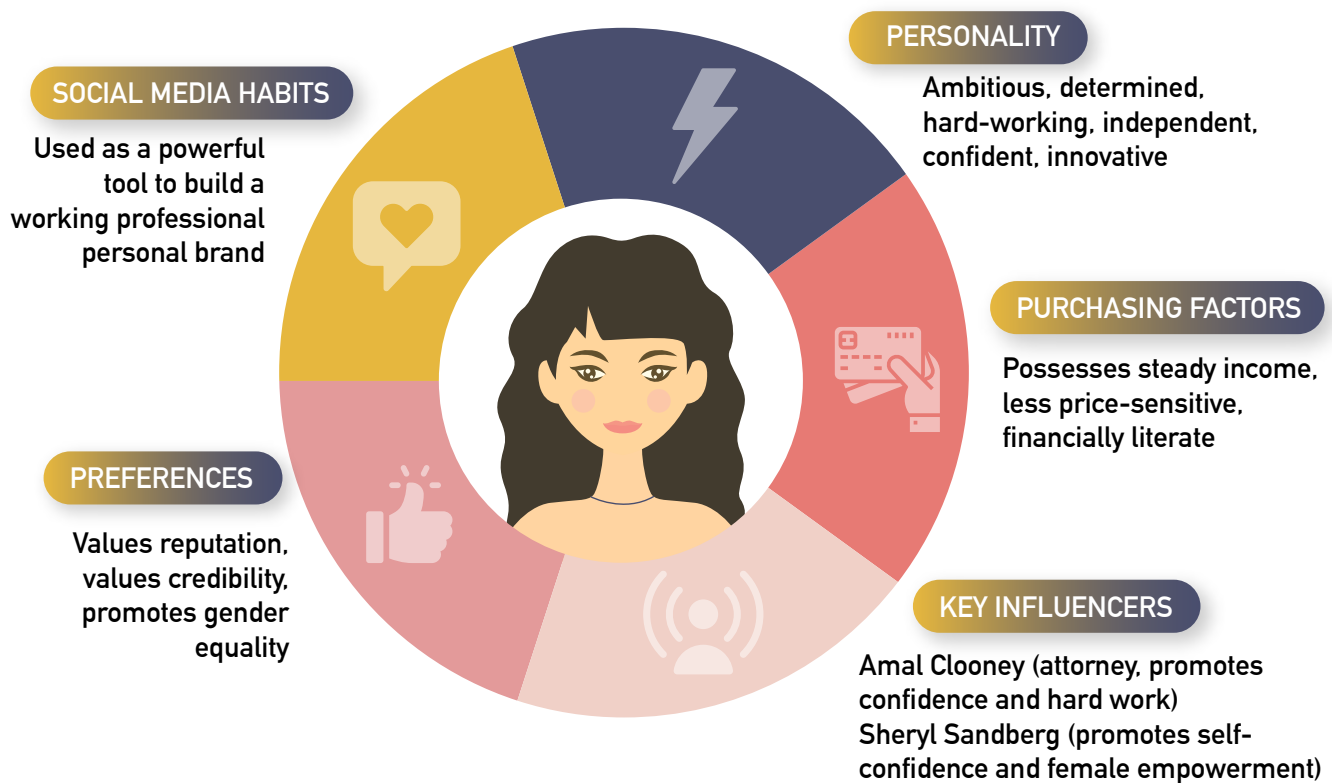 SOCIAL MEDIA HABITS
Used as a powerful
tool to build a
working professional
personal brand
PERSONALITY
Ambitious, determined,
hard-working, independent,
confident, innovative
PURCHASING FACTORS
Possesses steady income,
less price-sensitive,
financially literate
PREFERENCES
Values reputation,
values credibility,
promotes gender
equality
KEY INFLUENCERS
Amal Clooney (attorney, promotes
confidence and hard work)
Sheryl Sandberg (promotes self-
confidence and female empowerment)